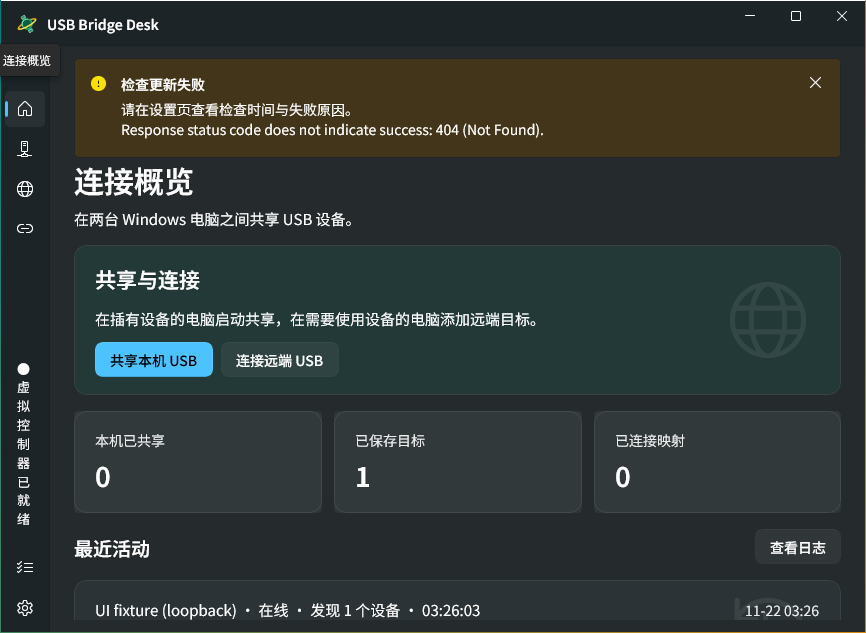 USB Bridge Desk
连接概览
检查更新失败
请在设置页查看检查时间与失败原因。
Response status code does not indicate success: 404 (Not Found).
连接概览
在两台 Windows 电脑之间共享 USB 设备。
共享与连接
在插有设备的电脑启动共享，在需要使用设备的电脑添加远端目标。
共享本机 USB
连接远端 USB
本机已共享
0
已保存目标
1
已连接映射
0
虚拟控制器已就绪
最近活动
查看日志
UI fixture (loopback) • 在线 • 发现 1 个设备 • 03:26:03
11-22 03:26